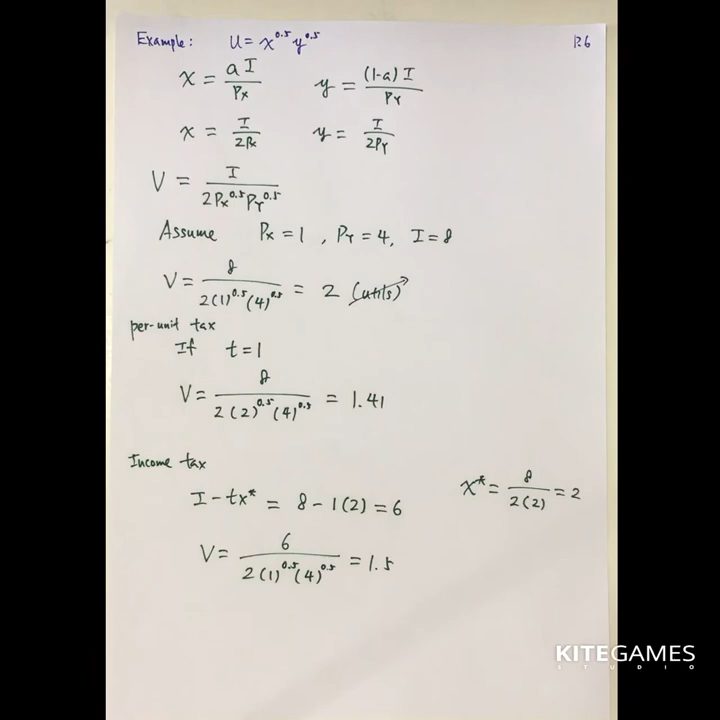 Example: U = x^0.5 y^0.5 P.6
x = aI/Px y = (1-a)I/PY
x = I/2Px y = I/2PY
V = I/2Px^0.5 PY^0.5
Assume Px = 1, PY = 4, I = 8
V = 8/2(1)^0.5(4)^0.5 = 2 (utils)
per-unit tax
If t = 1
V = 8/2(2)^0.5(4)^0.5 = 1.41
Income tax
I - tx* = 8 - 1(2) = 6 x* = 8/2(2) = 2
V = 6/2(1)^0.5(4)^0.5 = 1.5
KITEGAMES
STUDIO